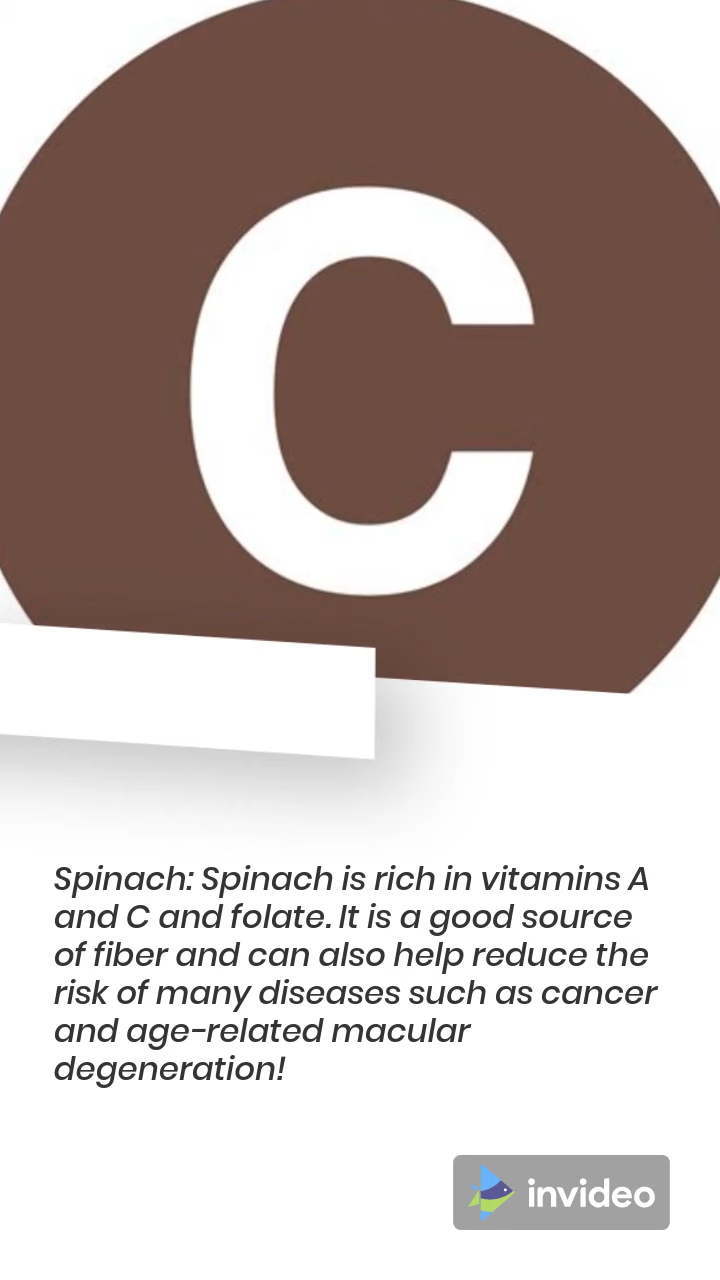 C
Spinach: Spinach is rich in vitamins A
and C and folate. It is a good source
of fiber and can also help reduce the
risk of many diseases such as cancer
and age-related macular
degeneration!
invideo